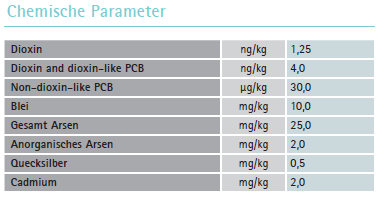 Chemische Parameter
Dioxin ng/kg 1,25
Dioxin and dioxin-like PCB ng/kg 4,0
Non-dioxin-like PCB µg/kg 30,0
Blei mg/kg 10,0
Gesamt Arsen mg/kg 25,0
Anorganisches Arsen mg/kg 2,0
Quecksilber mg/kg 0,5
Cadmium mg/kg 2,0